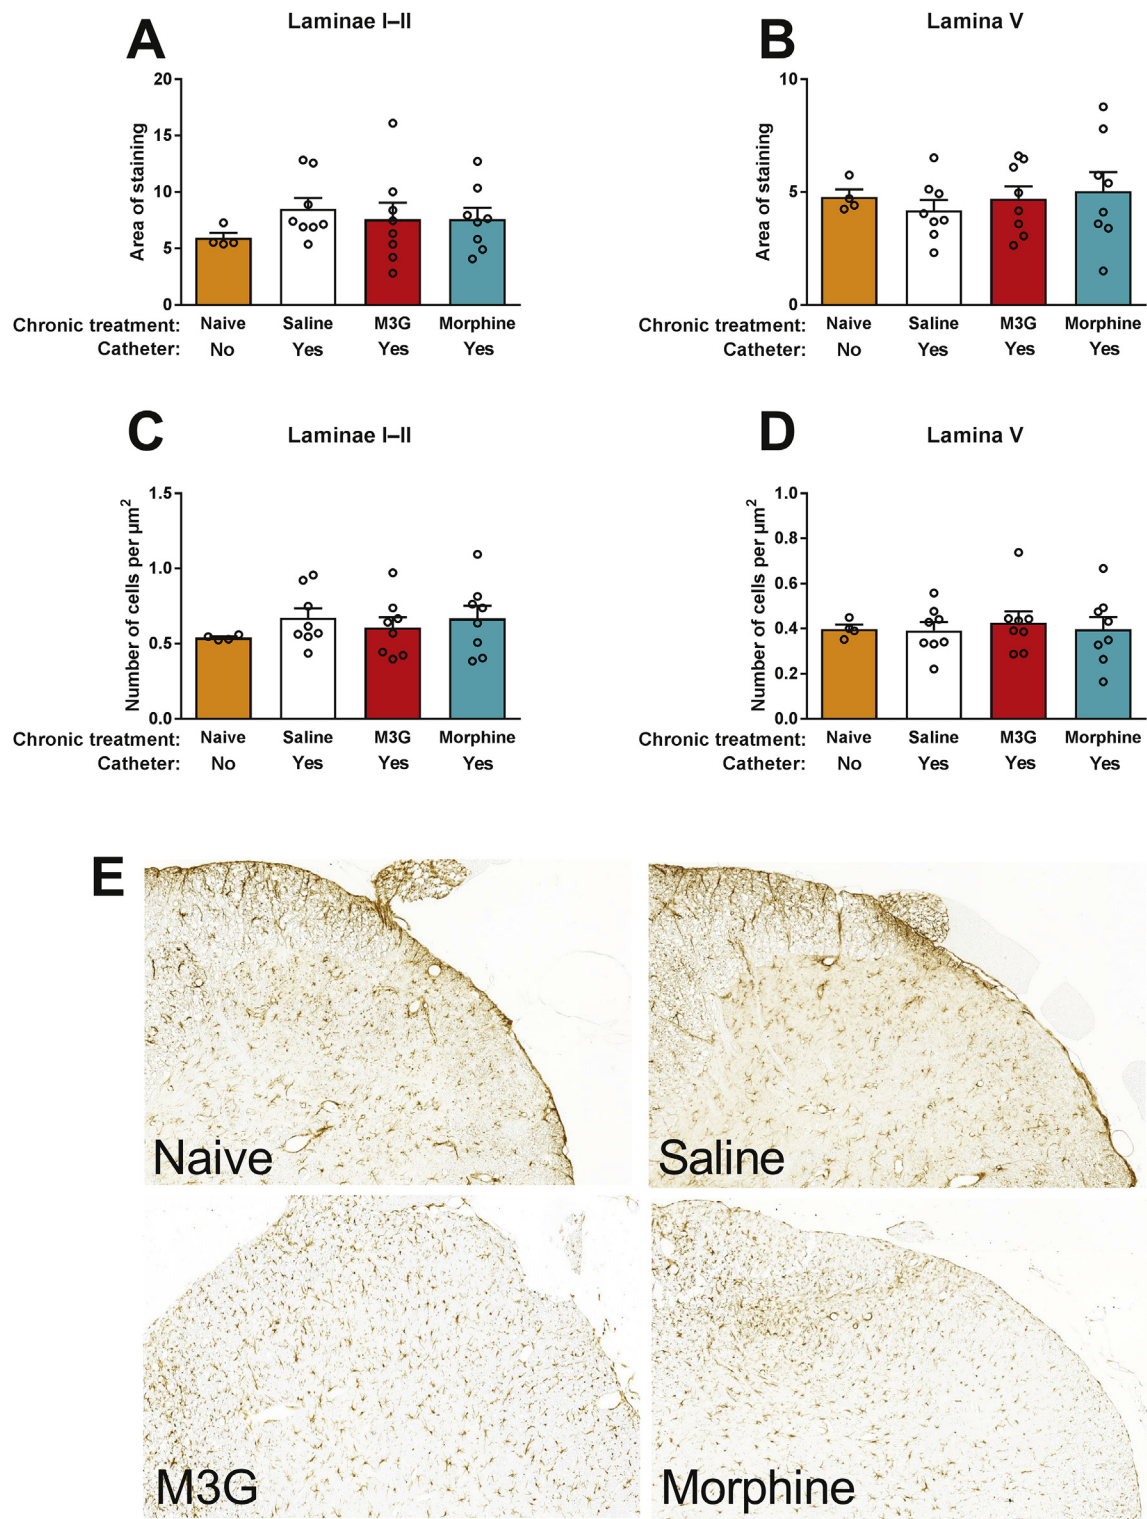 A
Laminae I–II
Area of staining
20
15
10
5
0
Chronic treatment: Naive Saline M3G Morphine
Catheter: No Yes Yes Yes
B
Lamina V
Area of staining
10
5
0
Chronic treatment: Naive Saline M3G Morphine
Catheter: No Yes Yes Yes
C
Laminae I–II
Number of cells per µm²
1.5
1.0
0.5
0.0
Chronic treatment: Naive Saline M3G Morphine
Catheter: No Yes Yes Yes
D
Lamina V
Number of cells per µm²
1.0
0.8
0.6
0.4
0.2
0.0
Chronic treatment: Naive Saline M3G Morphine
Catheter: No Yes Yes Yes
E
Naive
Saline
M3G
Morphine